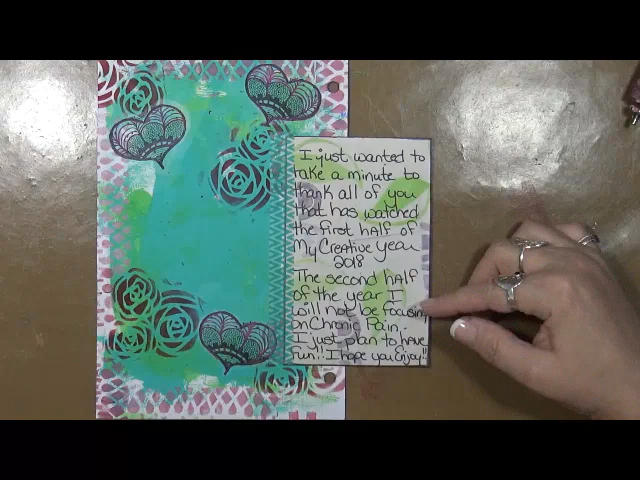 I just wanted to
take a minute to
thank all of you
that has watched
the first half of
My Creative year
2018
The second half
of the year I
will not be focusing
on Chronic Pain.
I just plan to have
Fun!! I hope you Enjoy!!